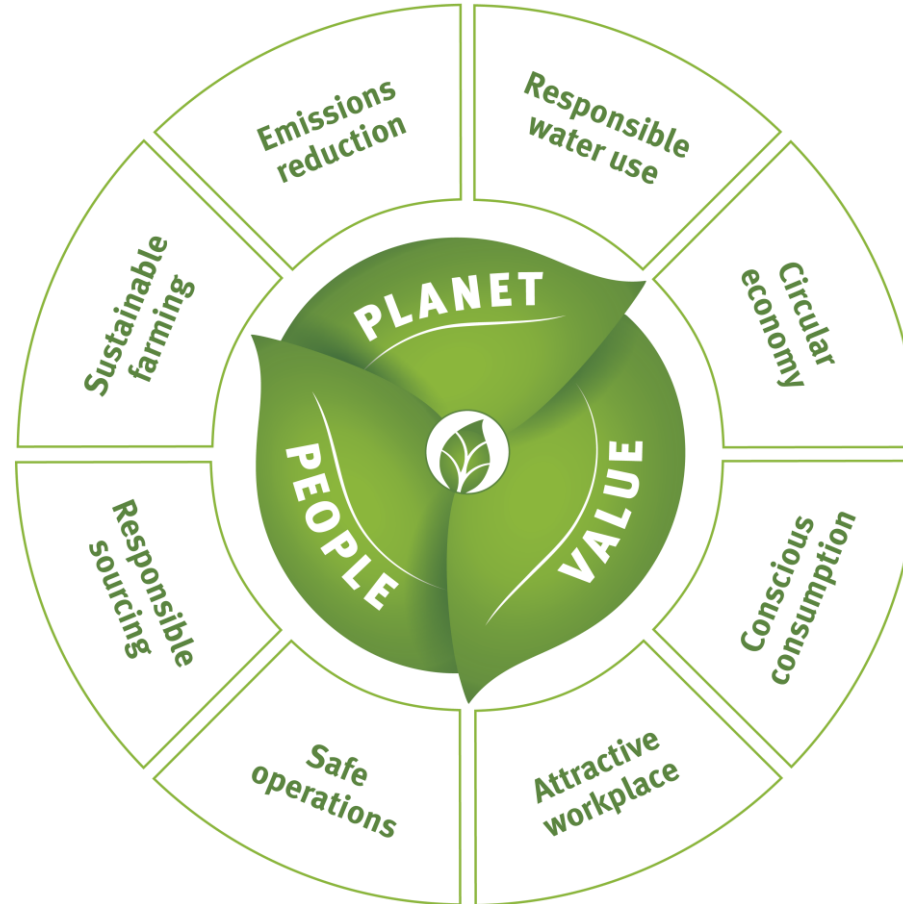 Emissions
reduction
Responsible
water use
Circular
economy
Conscious
consumption
Attractive
workplace
Safe
operations
Responsible
sourcing
Sustainable
farming
PLANET
VALUE
PEOPLE